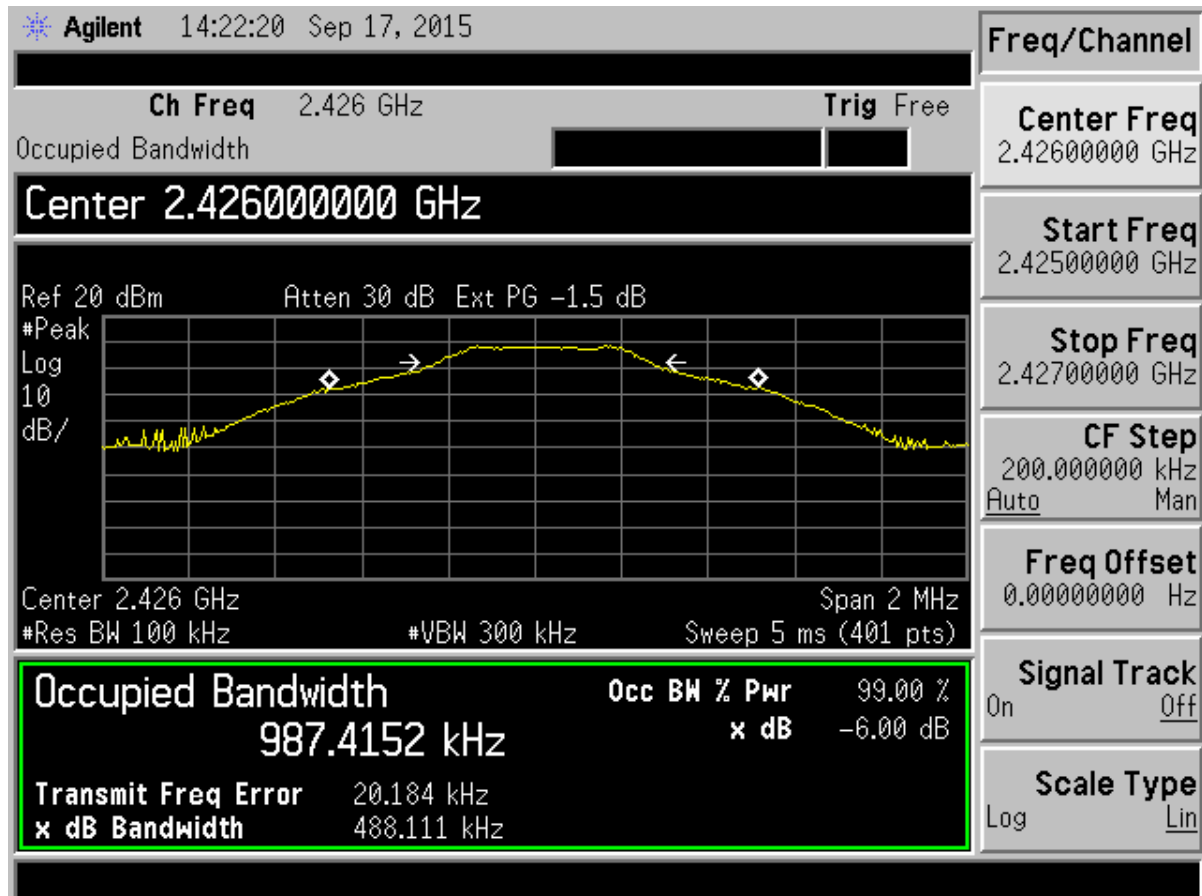 Agilent 14:22:20 Sep 17, 2015
Ch Freq 2.426 GHz Trig Free
Occupied Bandwidth
Center 2.426000000 GHz
Ref 20 dBm Atten 30 dB Ext PG −1.5 dB
#Peak
Log
10
dB/
Center 2.426 GHz Span 2 MHz
#Res BW 100 kHz #VBW 300 kHz Sweep 5 ms (401 pts)
Occupied Bandwidth Occ BW % Pwr 99.00 %
987.4152 kHz x dB −6.00 dB
Transmit Freq Error 20.184 kHz
x dB Bandwidth 488.111 kHz
Freq/Channel
Center Freq
2.42600000 GHz
Start Freq
2.42500000 GHz
Stop Freq
2.42700000 GHz
CF Step
200.000000 kHz
Auto Man
Freq Offset
0.00000000 Hz
Signal Track
On Off
Scale Type
Log Lin